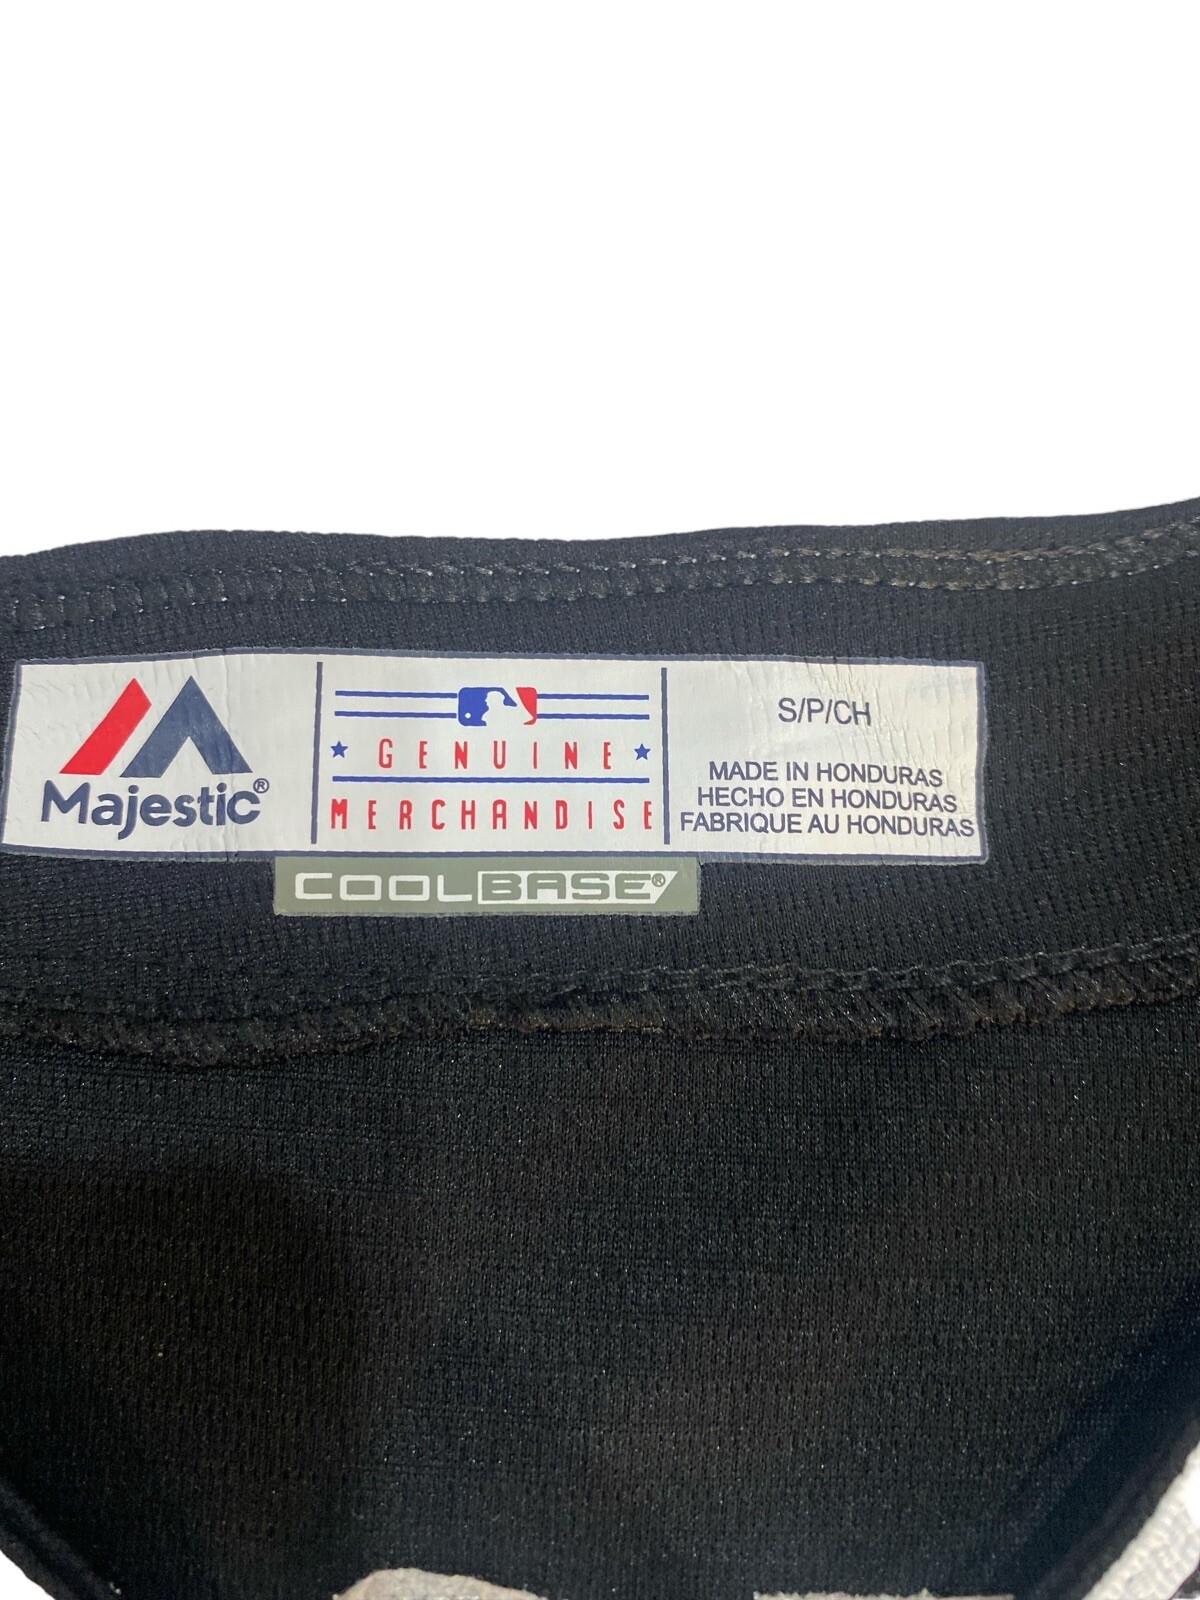 Majestic®
GENUINE
MERCHANDISE
S/P/CH
MADE IN HONDURAS
HECHO EN HONDURAS
FABRIQUE AU HONDURAS
COOLBASE®